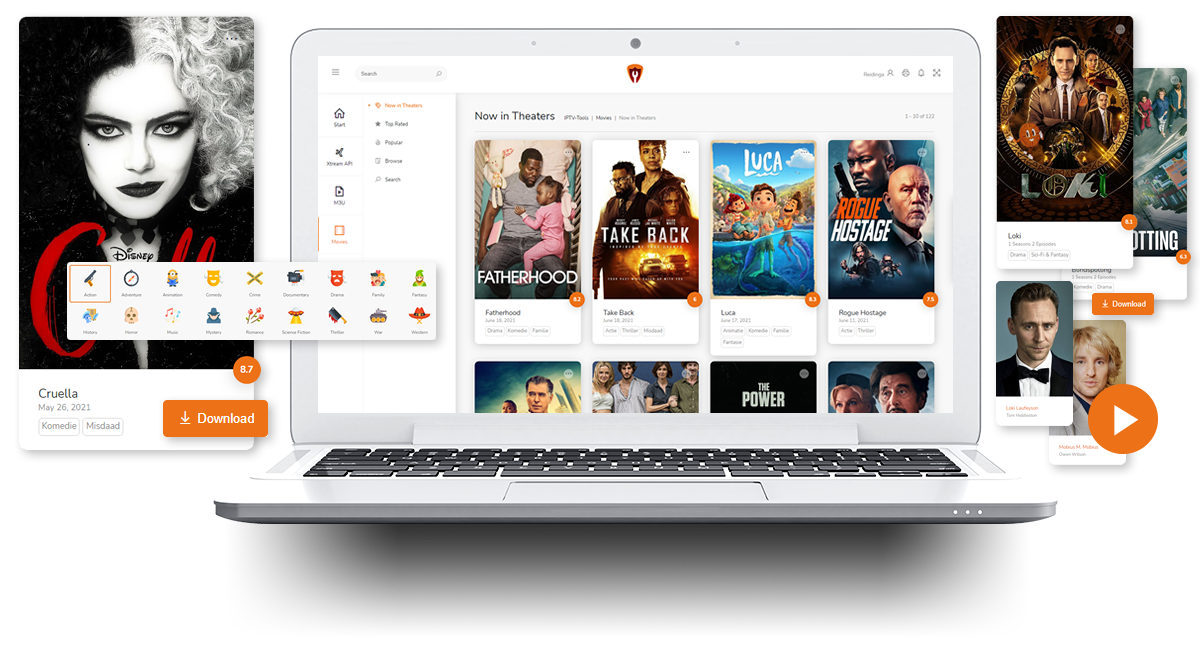 Cru
Disney
Action
Adventure
Animation
Comedy
Crime
Documentary
Drama
Family
Fantasy
History
Horror
Music
Mystery
Romance
Science Fiction
Thriller
War
Western
8.7
Cruella
May 26, 2021
Komedie
Misdaad
Download
Search
Start
Xtream API
M3U
Movies
Now in Theaters
Top Rated
Popular
Browse
Search
Now in Theaters
IPTV-Tools | Movies | Now in Theaters
1 - 10 of 122
FATHERHOOD
8.2
Fatherhood
June 18, 2021
Drama
Komedie
Familie
TAKE BACK
6
Take Back
June 18, 2021
Actie
Thriller
Misdaad
LUCA
8.3
Luca
June 17, 2021
Animatie
Komedie
Familie
Fantasie
ROGUE
HOSTAGE
7.5
Rogue Hostage
June 11, 2021
Actie
Thriller
THE
POWER
LOKI
8.1
Loki
1 Seasons 2 Episodes
Drama
Sci-Fi & Fantasy
OTTING
6.3
2 Episodes
Komedie
Drama
Download
Loki Laufeyson
Tom Hiddleston
Mobius M. Mobius
Owen Wilson